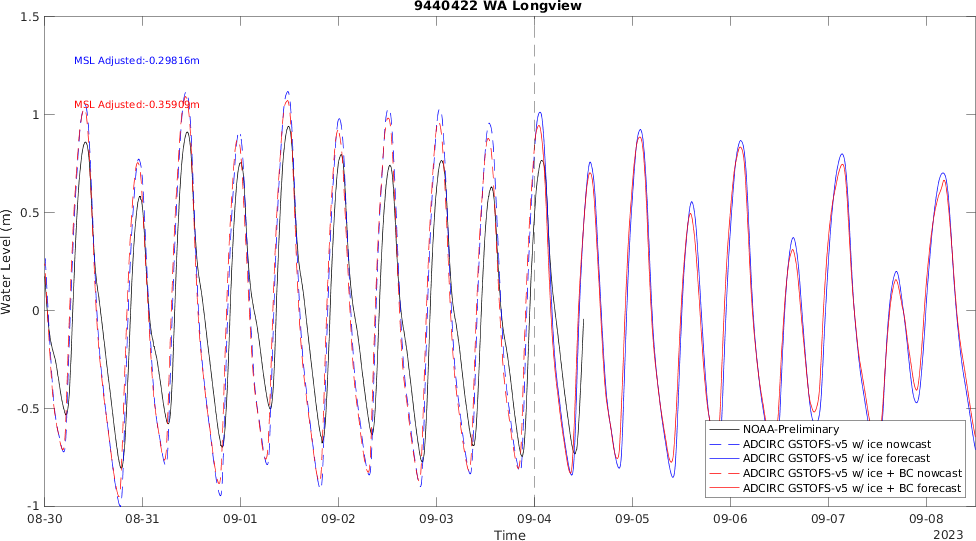 9440422 WA Longview
1.5
MSL Adjusted:-0.29816m
MSL Adjusted:-0.35909m
1
0.5
0
-0.5
-1
Water Level (m)
NOAA-Preliminary
ADCIRC GSTOFS-v5 w/ ice nowcast
ADCIRC GSTOFS-v5 w/ ice forecast
ADCIRC GSTOFS-v5 w/ ice + BC nowcast
ADCIRC GSTOFS-v5 w/ ice + BC forecast
08-30 08-31 09-01 09-02 09-03 09-04 09-05 09-06 09-07 09-08
Time
2023